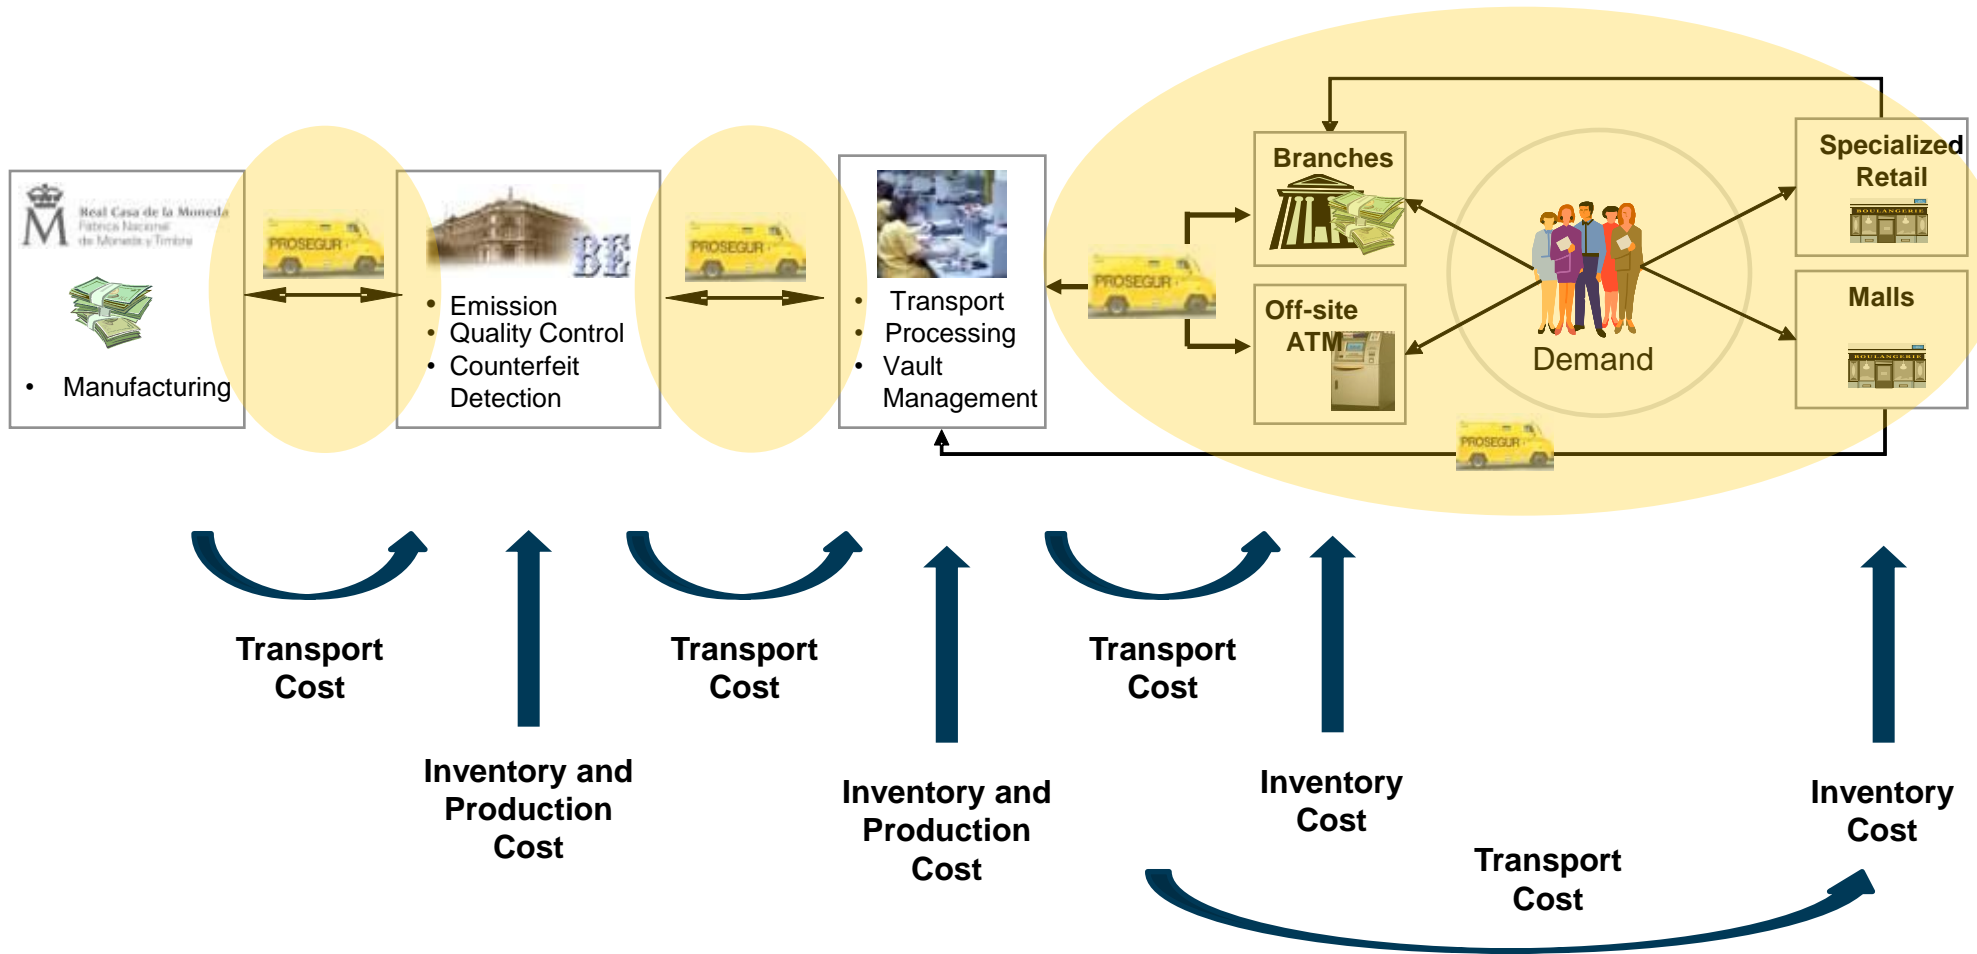 Real Casa de la Moneda
Fábrica Nacional
de Moneda y Timbre
• Manufacturing
PROSEGUR
BE
• Emission
• Quality Control
• Counterfeit
Detection
PROSEGUR
• Transport
• Processing
• Vault
Management
PROSEGUR
Branches
Off-site
ATM
Demand
Specialized
Retail
BOULANGERIE
Malls
BOULANGERIE
PROSEGUR
Transport
Cost
Transport
Cost
Transport
Cost
Inventory and
Production
Cost
Inventory and
Production
Cost
Inventory
Cost
Inventory
Cost
Transport
Cost